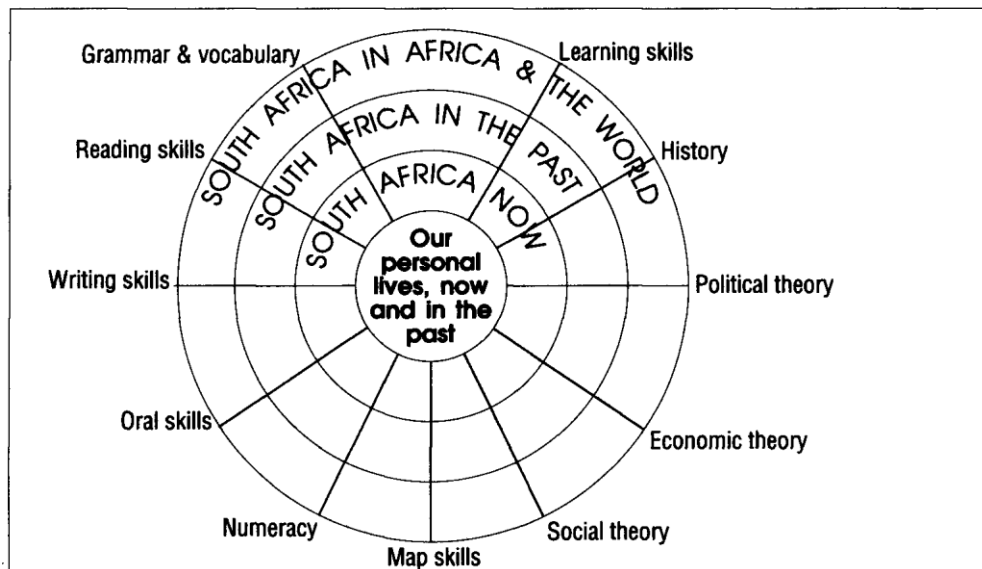 Grammar & vocabulary
Learning skills
SOUTH AFRICA IN AFRICA & THE WORLD
Reading skills
History
SOUTH AFRICA IN THE PAST
SOUTH AFRICA NOW
Our
personal
lives, now
and in the
past
Writing skills
Political theory
Oral skills
Economic theory
Numeracy
Social theory
Map skills